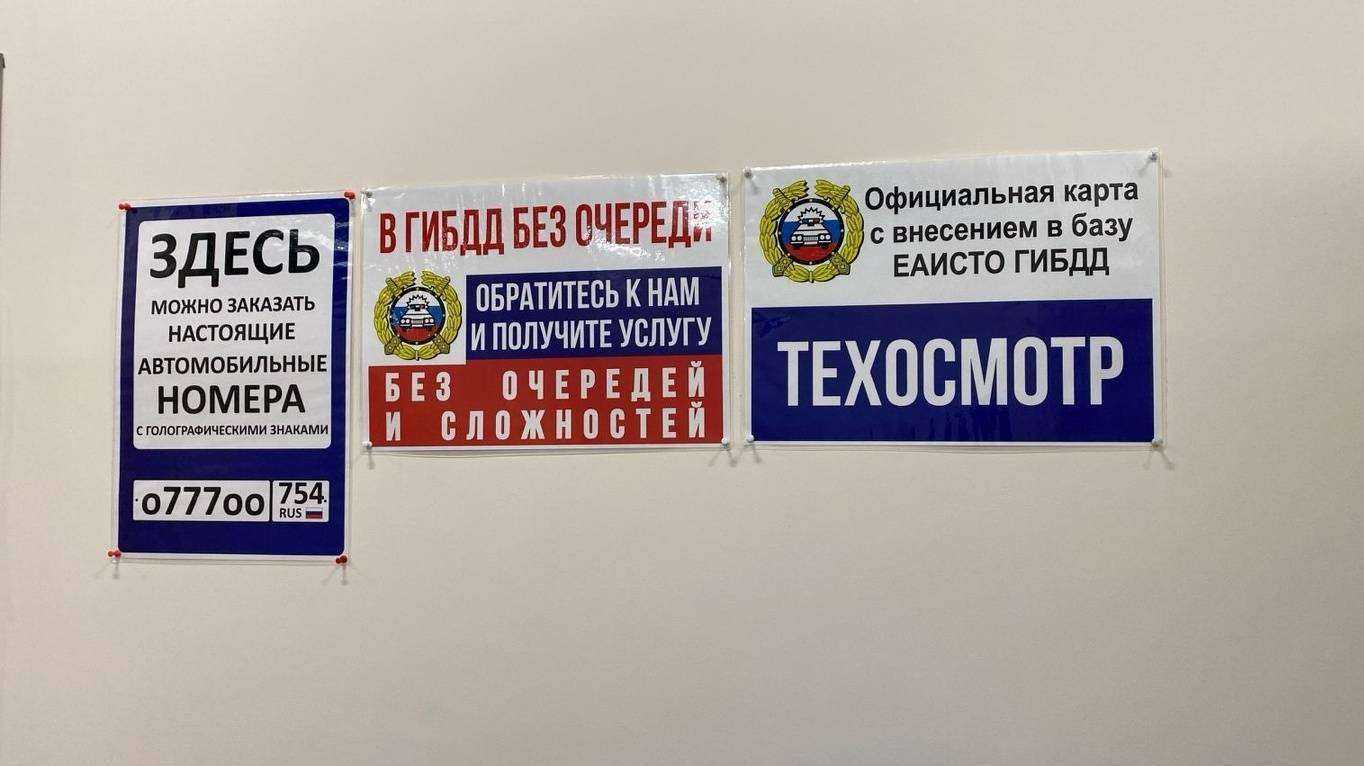 ЗДЕСЬ
МОЖНО ЗАКАЗАТЬ
НАСТОЯЩИЕ
АВТОМОБИЛЬНЫЕ
НОМЕРА
С ГОЛОГРАФИЧЕСКИМИ ЗНАКАМИ
о777оо 754
RUS
В ГИБДД БЕЗ ОЧЕРЕДИ
ОБРАТИТЕСЬ К НАМ
И ПОЛУЧИТЕ УСЛУГУ
БЕЗ ОЧЕРЕДЕЙ
И СЛОЖНОСТЕЙ
Официальная карта
с внесением в базу
ЕАИСТО ГИБДД
ТЕХОСМОТР